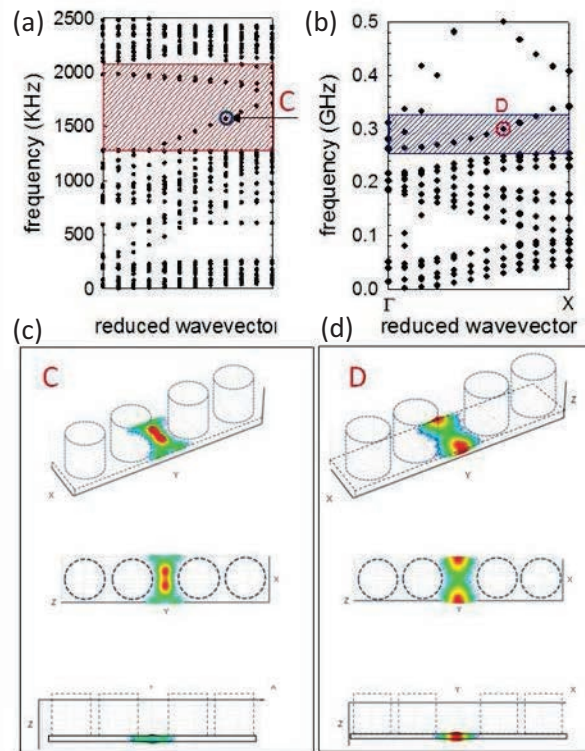 (a)
2500
2000
1500
1000
500
0
frequency (KHz)
C
reduced wavevector
(b)
0.5
0.4
0.3
0.2
0.1
0.0
frequency (GHz)
D
Γ
X
reduced wavevector
(c)
C
X
Y
Z
X
Y
Z
(d)
D
Z
X
Y
X
Z
Y
Y
X
Z